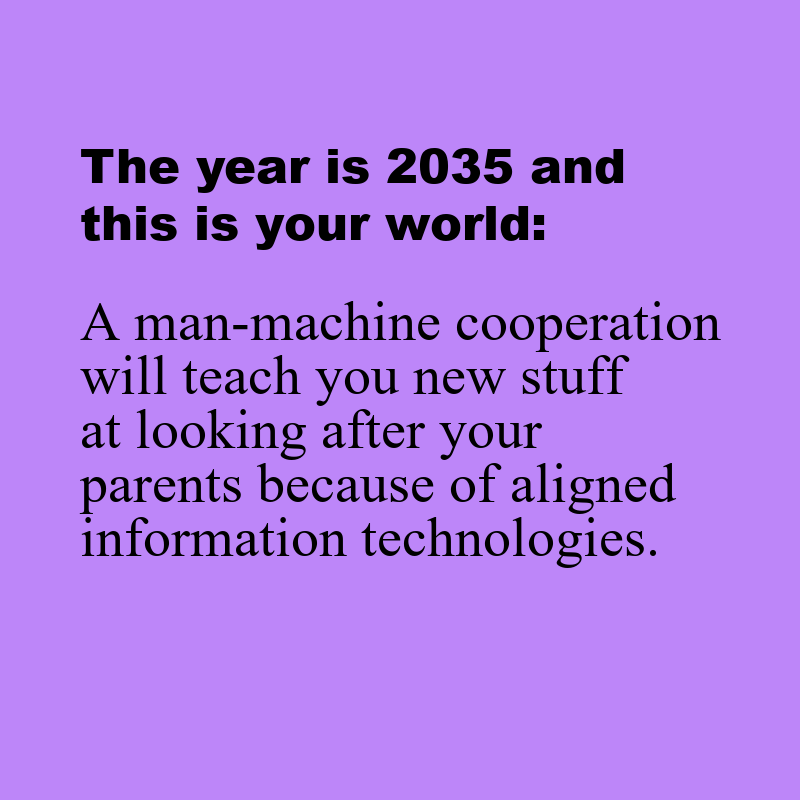 The year is 2035 and
this is your world:
A man-machine cooperation
will teach you new stuff
at looking after your
parents because of aligned
information technologies.